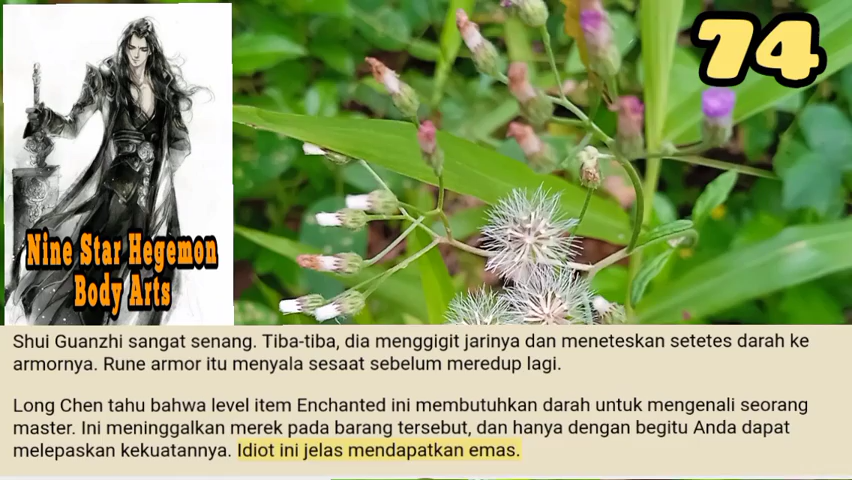 74
Nine Star Hegemon
Body Arts
Shui Guanzhi sangat senang. Tiba-tiba, dia menggigit jarinya dan meneteskan setetes darah ke
armornya. Rune armor itu menyala sesaat sebelum meredup lagi.
Long Chen tahu bahwa level item Enchanted ini membutuhkan darah untuk mengenali seorang
master. Ini meninggalkan merek pada barang tersebut, dan hanya dengan begitu Anda dapat
melepaskan kekuatannya. Idiot ini jelas mendapatkan emas.